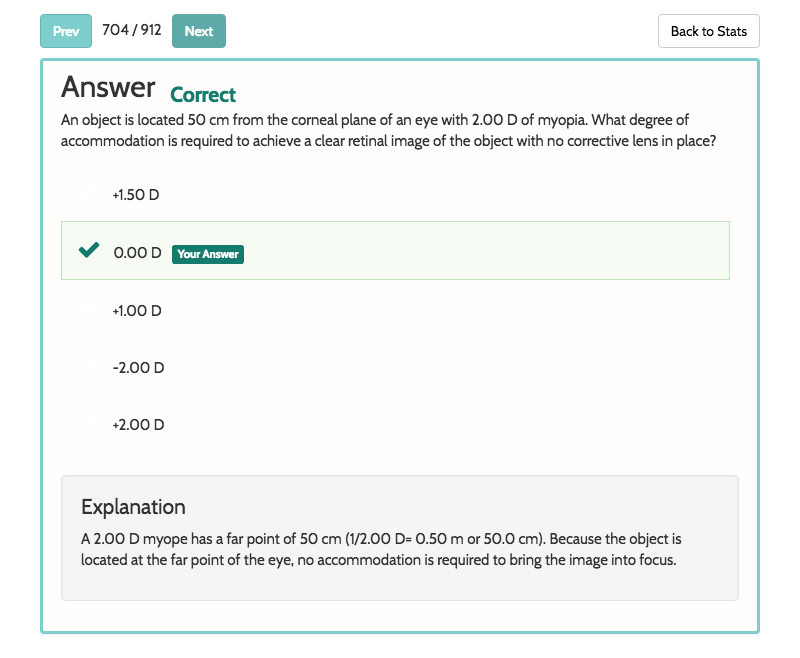 Prev 704 / 912 Next Back to Stats
Answer Correct
An object is located 50 cm from the corneal plane of an eye with 2.00 D of myopia. What degree of
accommodation is required to achieve a clear retinal image of the object with no corrective lens in place?
+1.50 D
0.00 D Your Answer
+1.00 D
-2.00 D
+2.00 D
Explanation
A 2.00 D myope has a far point of 50 cm (1/2.00 D= 0.50 m or 50.0 cm). Because the object is
located at the far point of the eye, no accommodation is required to bring the image into focus.